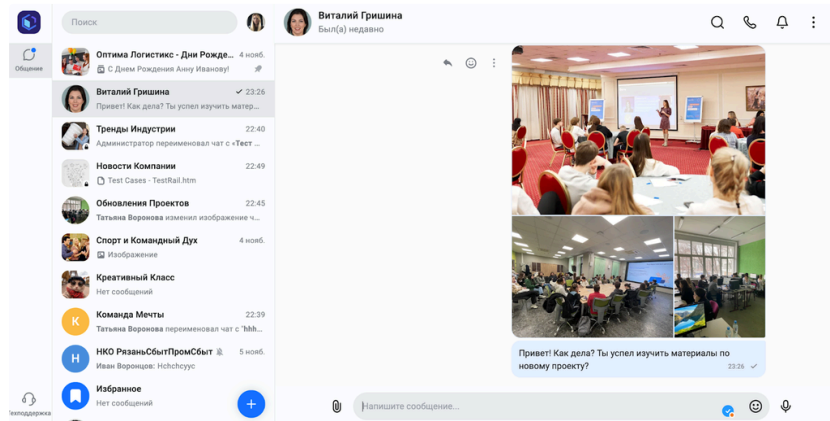 Поиск
Общение
Оптима Логистикс - Дни Рожде... 4 нояб.
С Днем Рождения Анну Иванову!
Виталий Гришина 23:26
Привет! Как дела? Ты успел изучить матер...
Тренды Индустрии 22:40
Администратор переименовал чат с «Тест ...
Новости Компании 22:49
Test Cases - TestRail.htm
Обновления Проектов 22:45
Татьяна Воронова изменил изображение ч...
Спорт и Командный Дух 4 нояб.
Изображение
Креативный Класс
Нет сообщений
К
Команда Мечты 22:39
Татьяна Воронова переименовал чат с 'hhh...
Н
НКО РязаньСбытПромСбыт 5 нояб.
Иван Воронцов: Hchchcyyc
Избранное
Нет сообщений
Техподдержка
Виталий Гришина
Был(а) недавно
Привет! Как дела? Ты успел изучить материалы по
новому проекту?
23:26
Напишите сообщение...